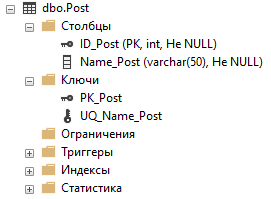 dbo.Post
Столбцы
ID_Post (PK, int, Не NULL)
Name_Post (varchar(50), Не NULL)
Ключи
PK_Post
UQ_Name_Post
Ограничения
Триггеры
Индексы
Статистика